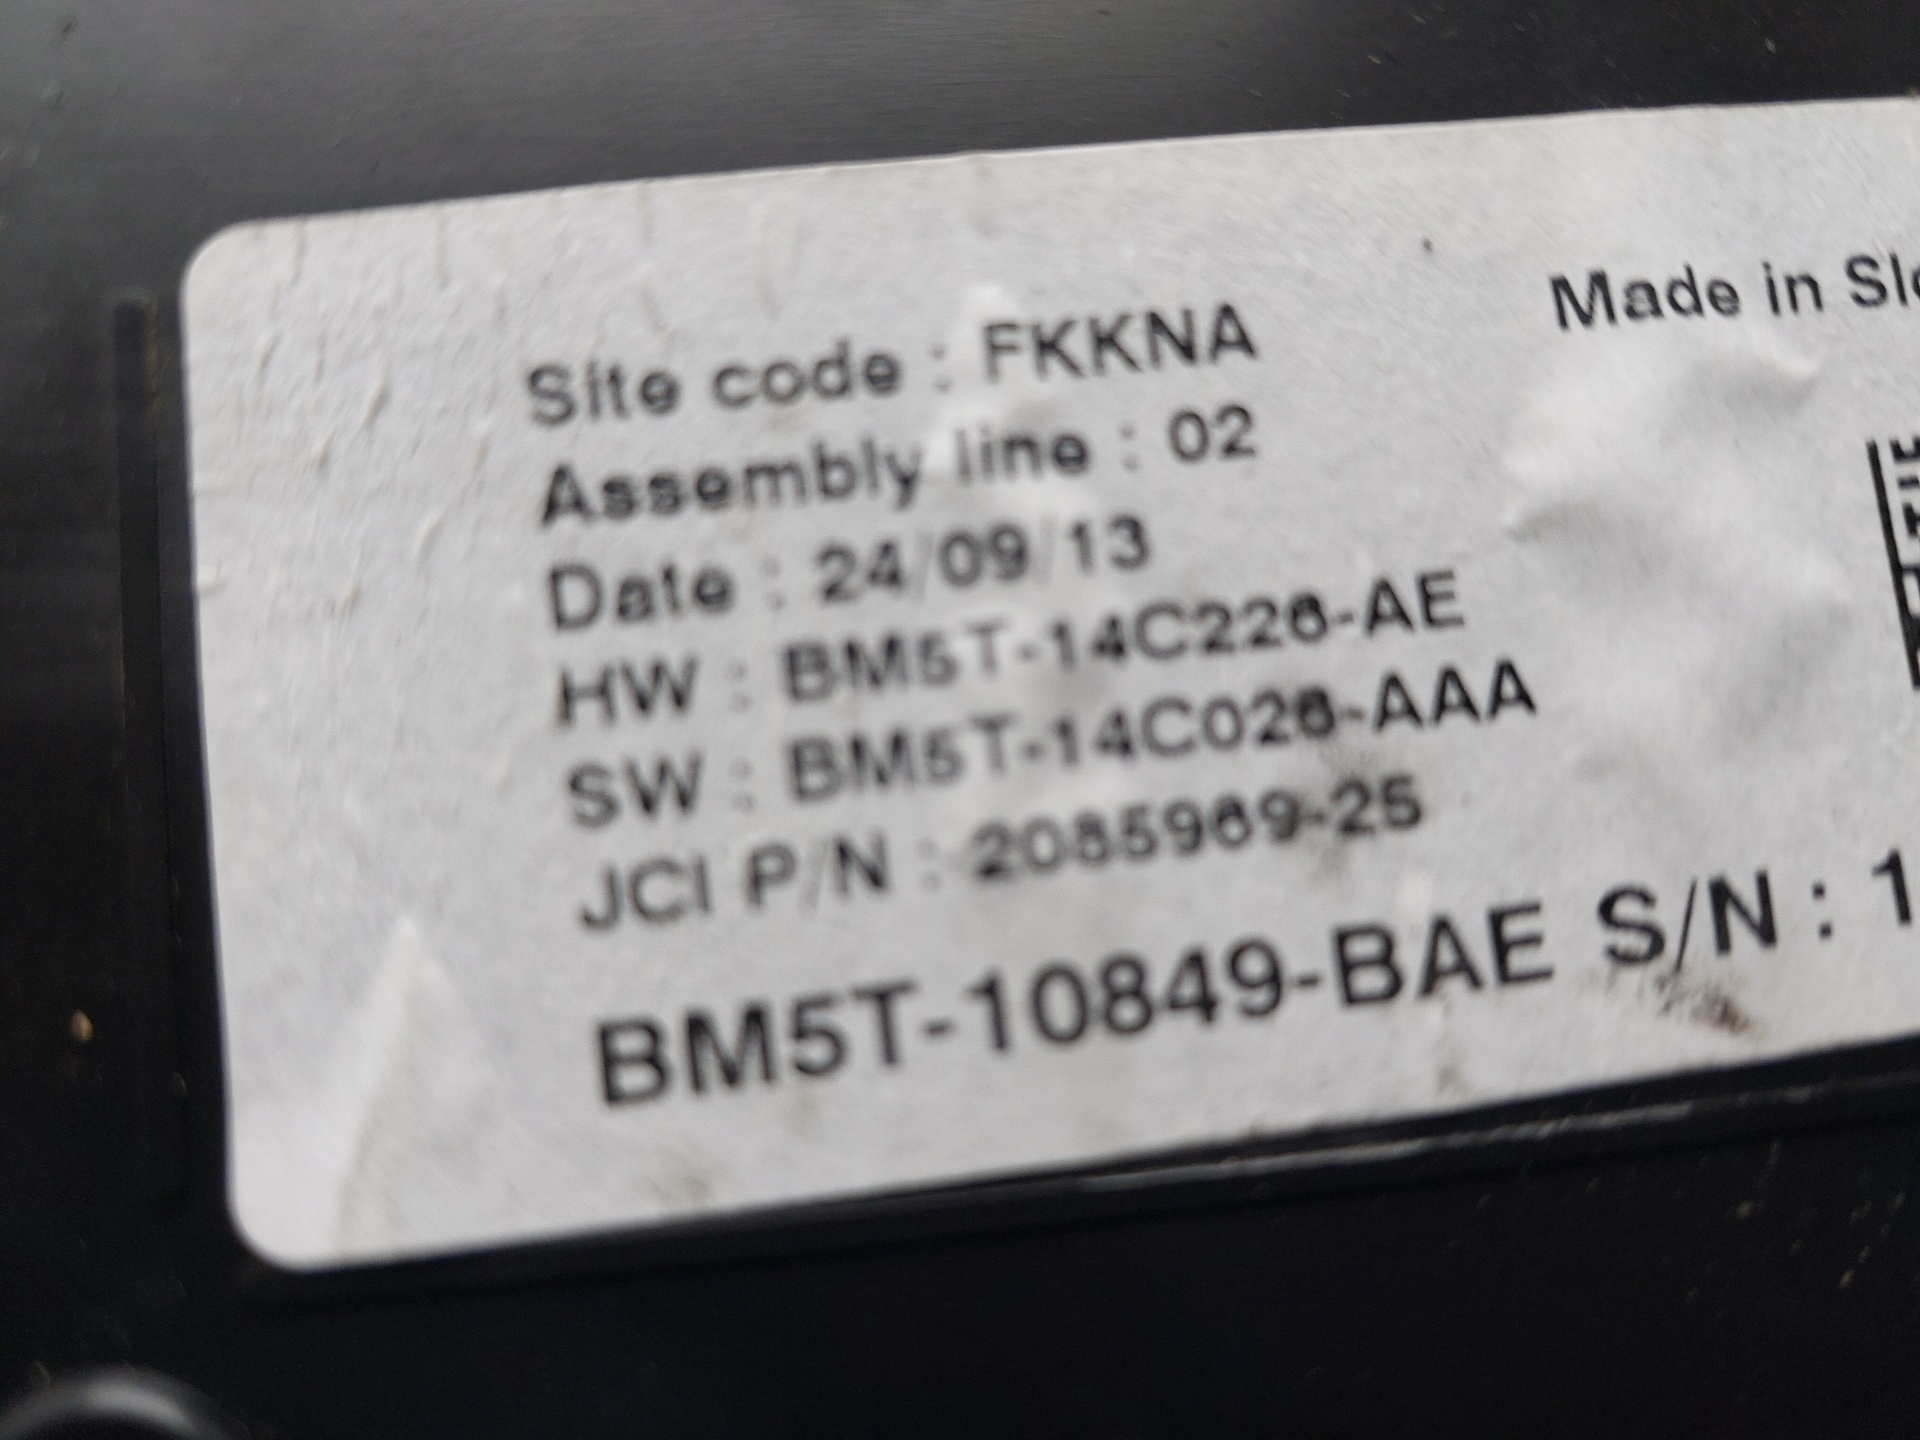 Made in Slo
Site code : FKKNA
Assembly line : 02
Date : 24/09/13
HW : BM5T-14C226-AE
SW : BM5T-14C026-AAA
JCI P/N : 2085969-25
BM5T-10849-BAE S/N : 1